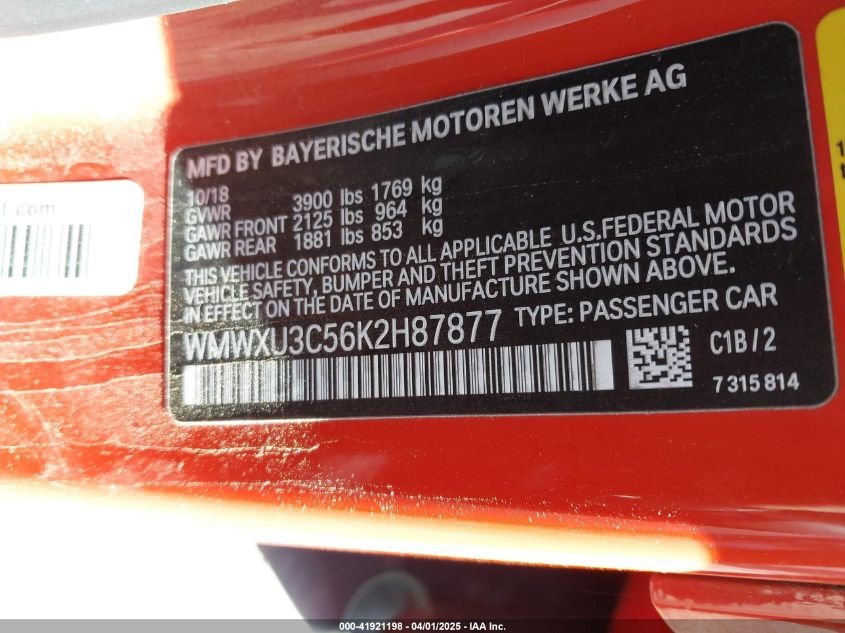 MFD BY BAYERISCHE MOTOREN WERKE AG
10/18
GVWR 3900 lbs 1769 kg
GAWR FRONT 2125 lbs 964 kg
GAWR REAR 1881 lbs 853 kg
THIS VEHICLE CONFORMS TO ALL APPLICABLE U.S.FEDERAL MOTOR
VEHICLE SAFETY, BUMPER AND THEFT PREVENTION STANDARDS
IN EFFECT ON THE DATE OF MANUFACTURE SHOWN ABOVE.
WMWXU3C56K2H87877 TYPE: PASSENGER CAR
C1B/2
7315814
000-41921198 - 04/01/2025 - IAA Inc.